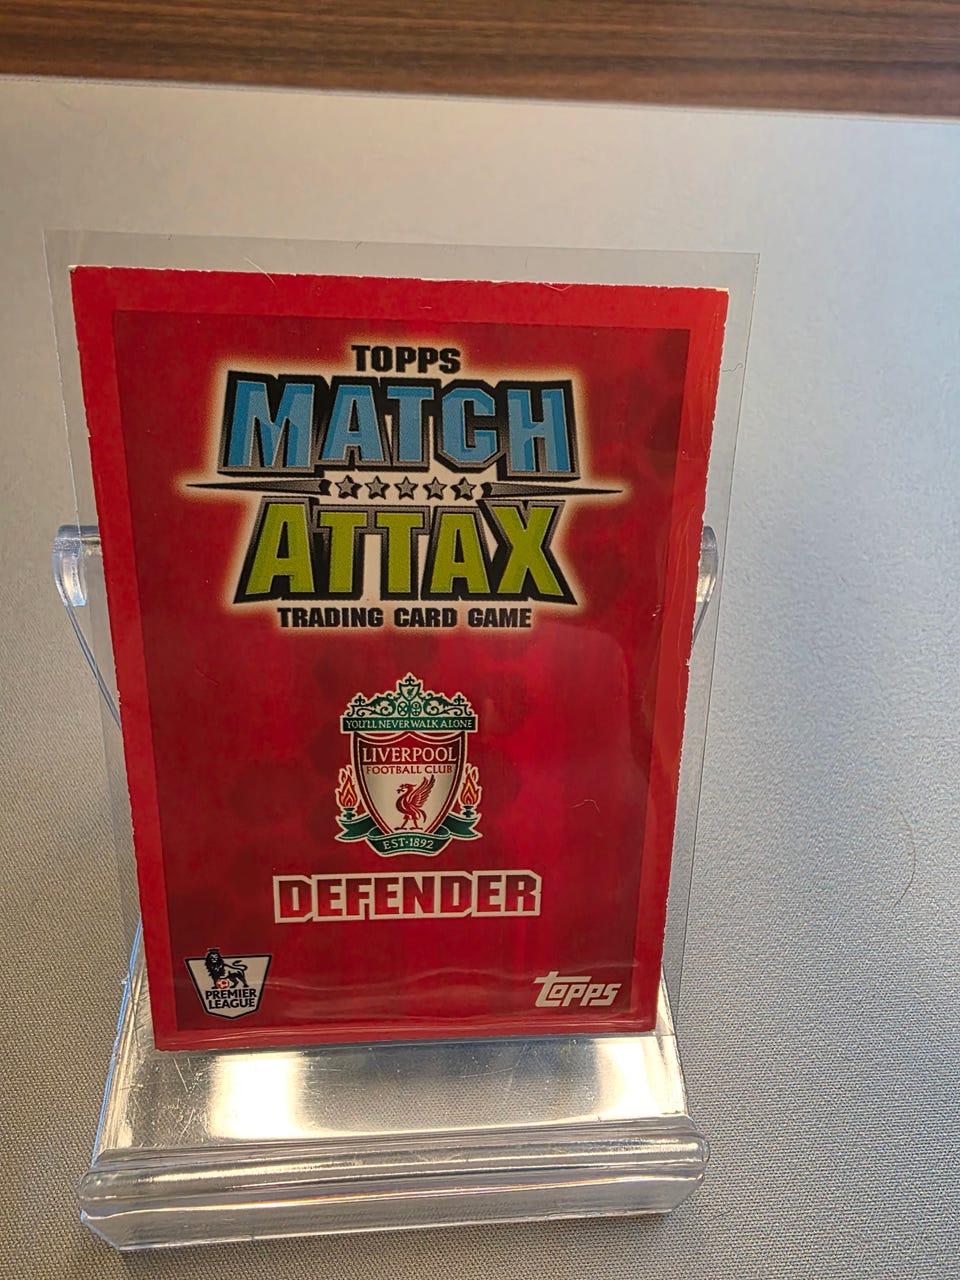 TOPPS
MATCH
ATTAX
TRADING CARD GAME
YOU'LL NEVER WALK ALONE
LIVERPOOL
FOOTBALL CLUB
EST·1892
DEFENDER
PREMIER
LEAGUE
topps